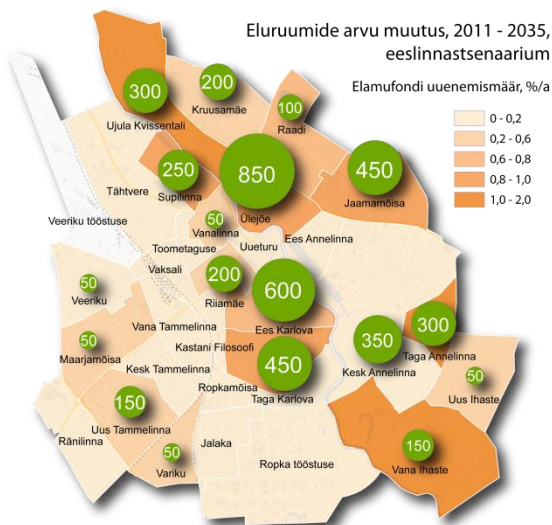 Eluruumide arvu muutus, 2011 - 2035,
eeslinnastsenaarium
Elamufondi uuenemismäär, %/a
0 - 0,2
0,2 - 0,6
0,6 - 0,8
0,8 - 1,0
1,0 - 2,0
300
Ujula Kvissentali
200
Kruusamäe
100
Raadi
250
Supilinna
850
Ülejõe
450
Jaamamõisa
Tähtvere
50
Vanalinna
Veeriku tööstuse
Toometaguse
Uueturu
Ees Annelinna
Vaksali
50
Veeriku
200
Riiamäe
600
Ees Karlova
Vana Tammelinna
50
Maarjamõisa
Kastani Filosoofi
350
Kesk Annelinna
300
Taga Annelinna
Kesk Tammelinna
450
Taga Karlova
Ropkamõisa
50
Uus Ihaste
150
Uus Tammelinna
Ränilinna
Jalaka
50
Variku
Ropka tööstuse
150
Vana Ihaste